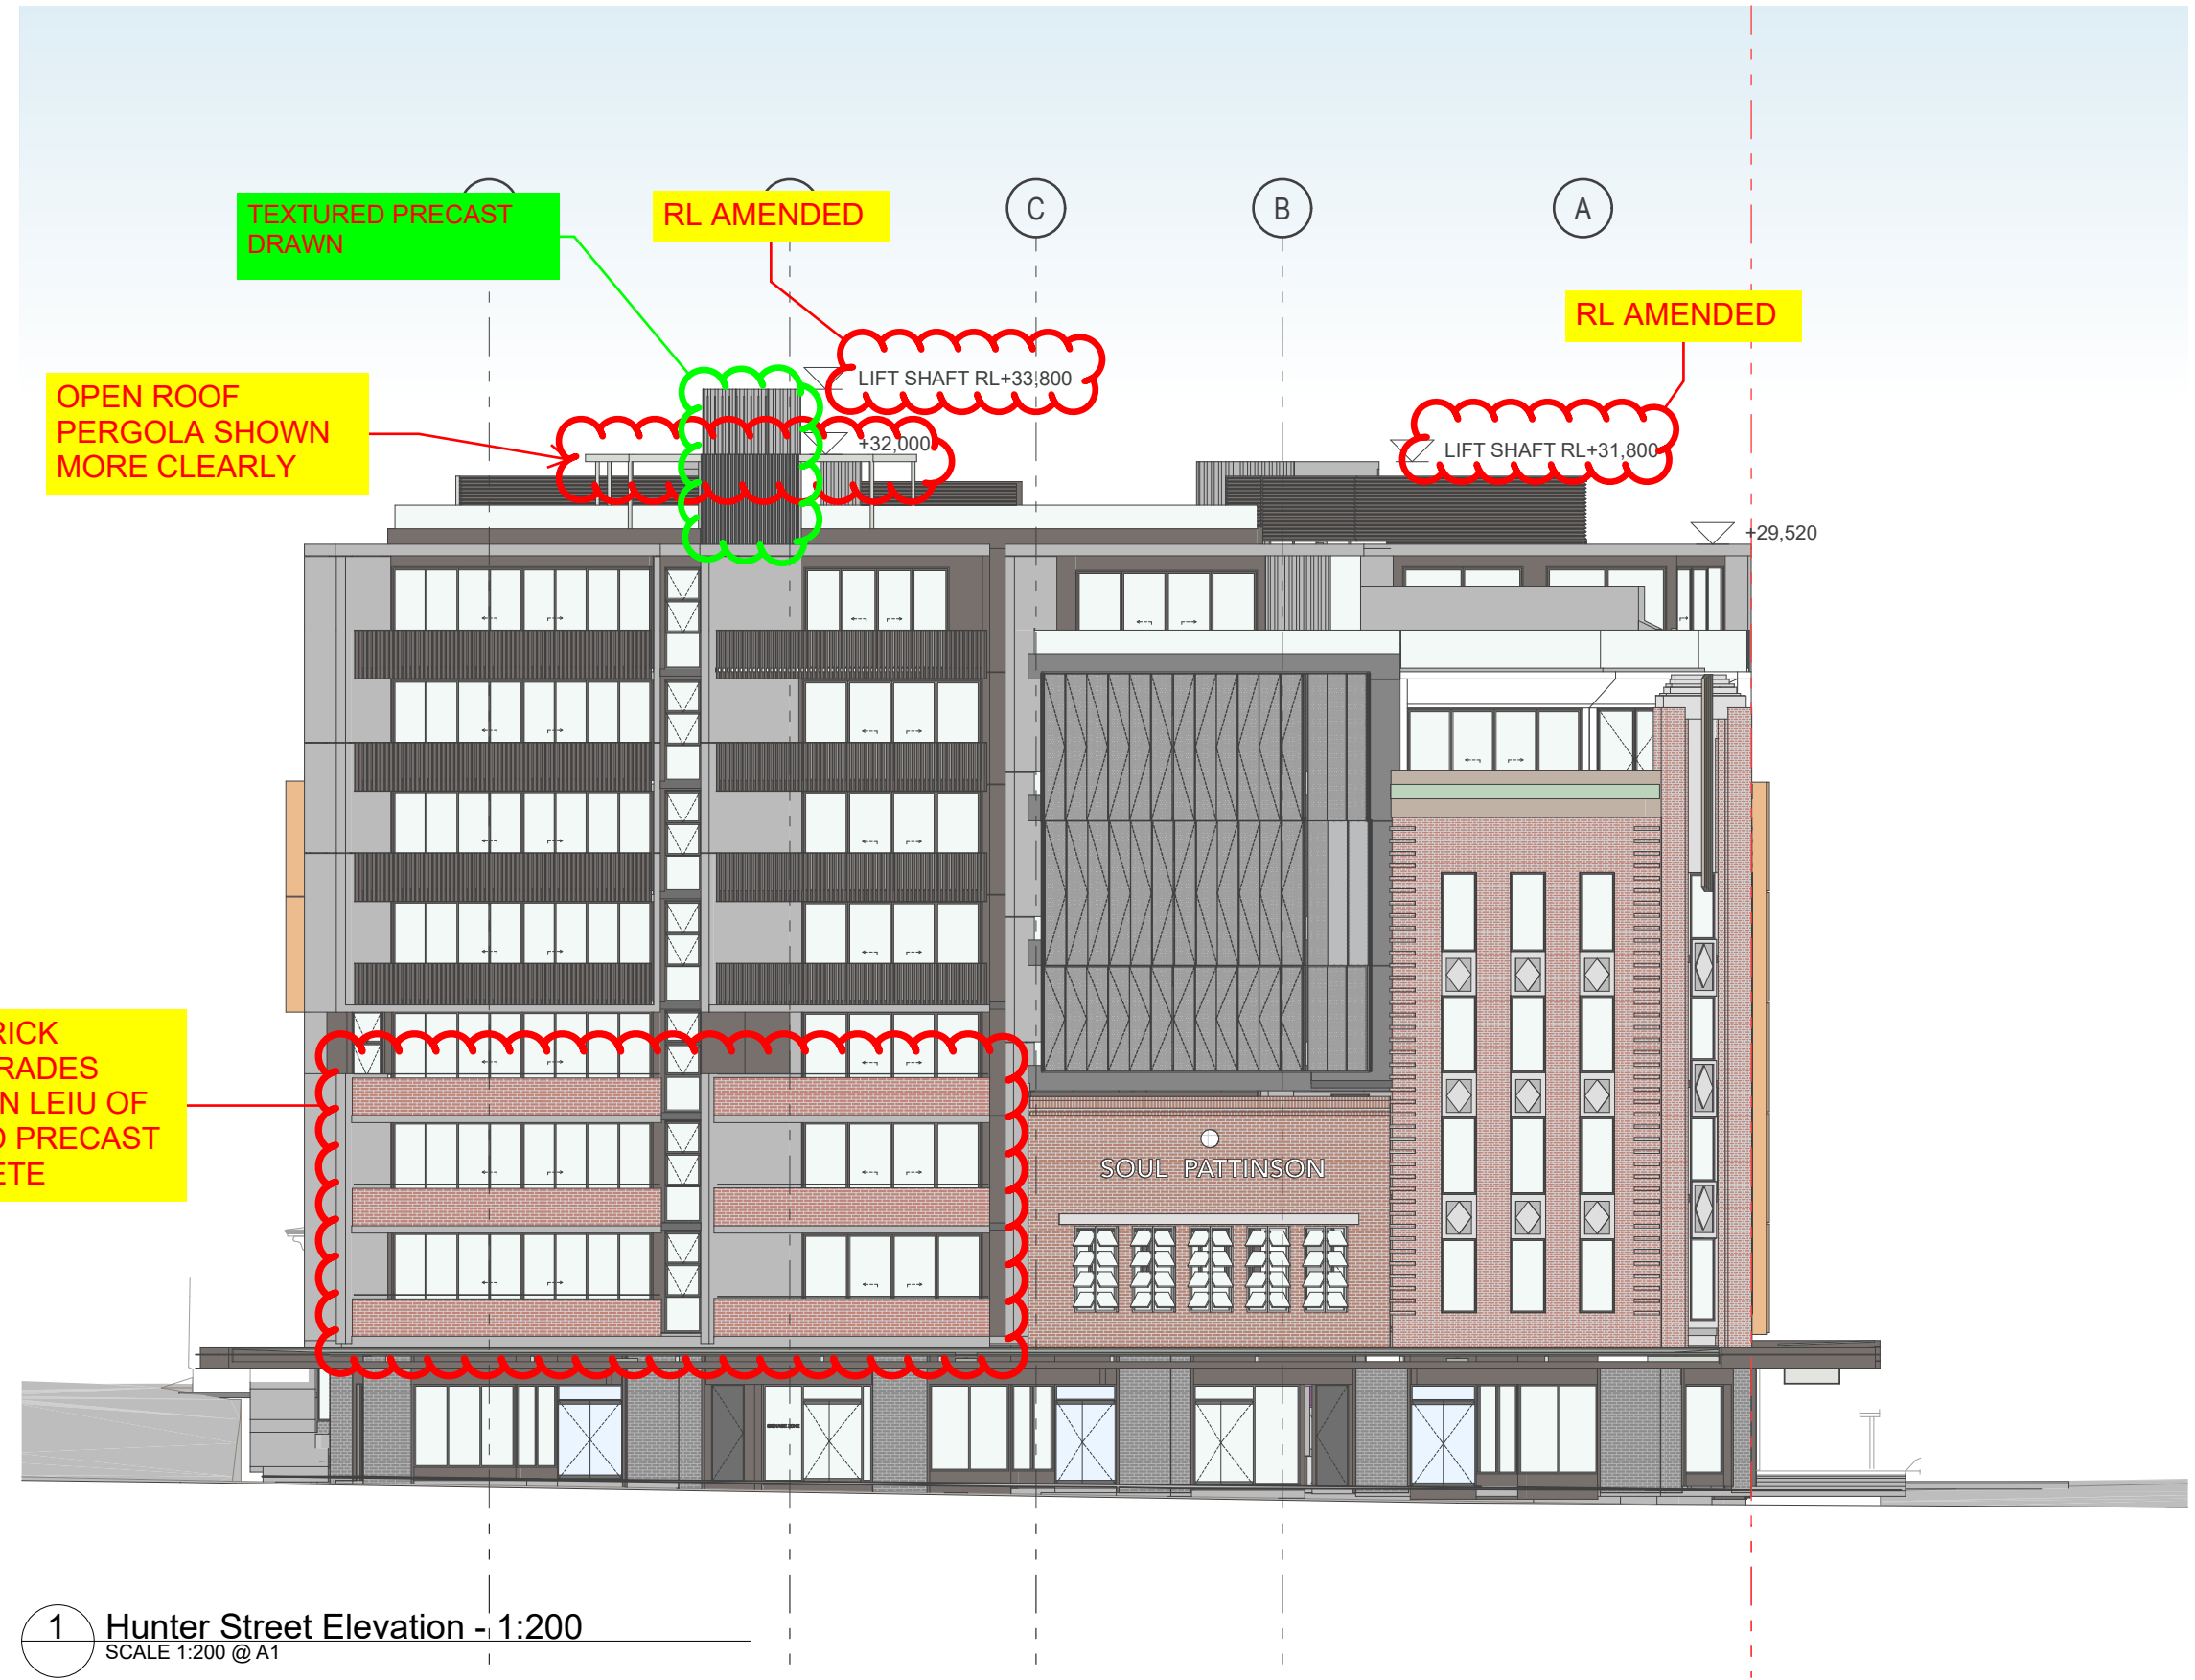 TEXTURED PRECAST
DRAWN
RL AMENDED
C
B
A
RL AMENDED
LIFT SHAFT RL+33,800
OPEN ROOF
PERGOLA SHOWN
MORE CLEARLY
+32,000
LIFT SHAFT RL+31,800
+29,520
RICK
RADES
N LEIU OF
PRECAST
ETE
SOUL PATTINSON
1
Hunter Street Elevation - 1:200
SCALE 1:200 @ A1